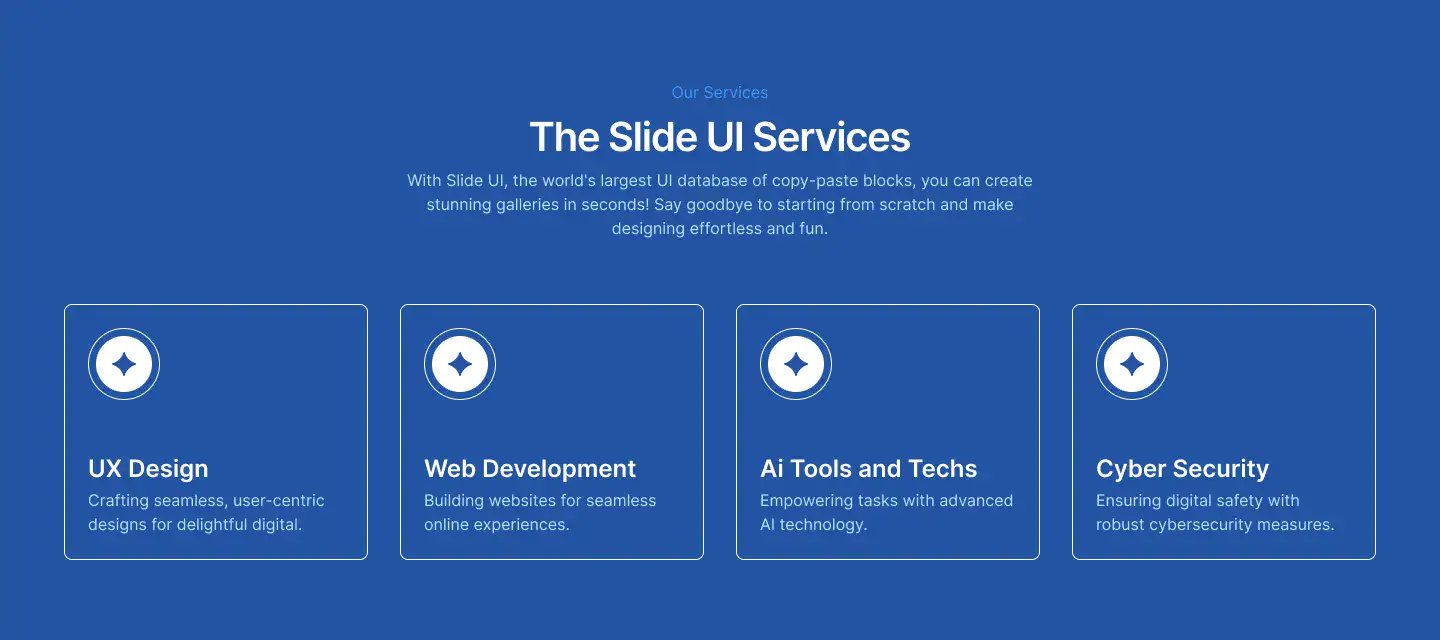 Our Services
The Slide UI Services
With Slide UI, the world's largest UI database of copy-paste blocks, you can create
stunning galleries in seconds! Say goodbye to starting from scratch and make
designing effortless and fun.
UX Design
Crafting seamless, user-centric
designs for delightful digital.
Web Development
Building websites for seamless
online experiences.
Ai Tools and Techs
Empowering tasks with advanced
AI technology.
Cyber Security
Ensuring digital safety with
robust cybersecurity measures.